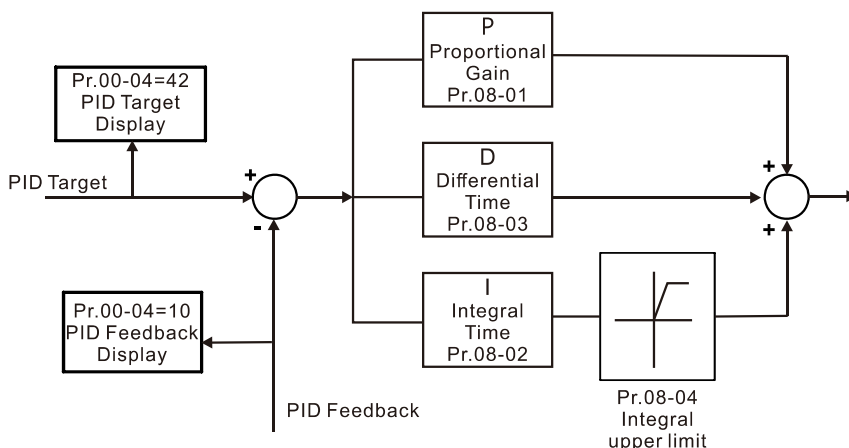 P
Proportional
Gain
Pr.08-01
Pr.00-04=42
PID Target
Display
PID Target
+
-
D
Differential
Time
Pr.08-03
+
+
I
Integral
Time
Pr.08-02
Pr.00-04=10
PID Feedback
Display
PID Feedback
Pr.08-04
Integral
upper limit